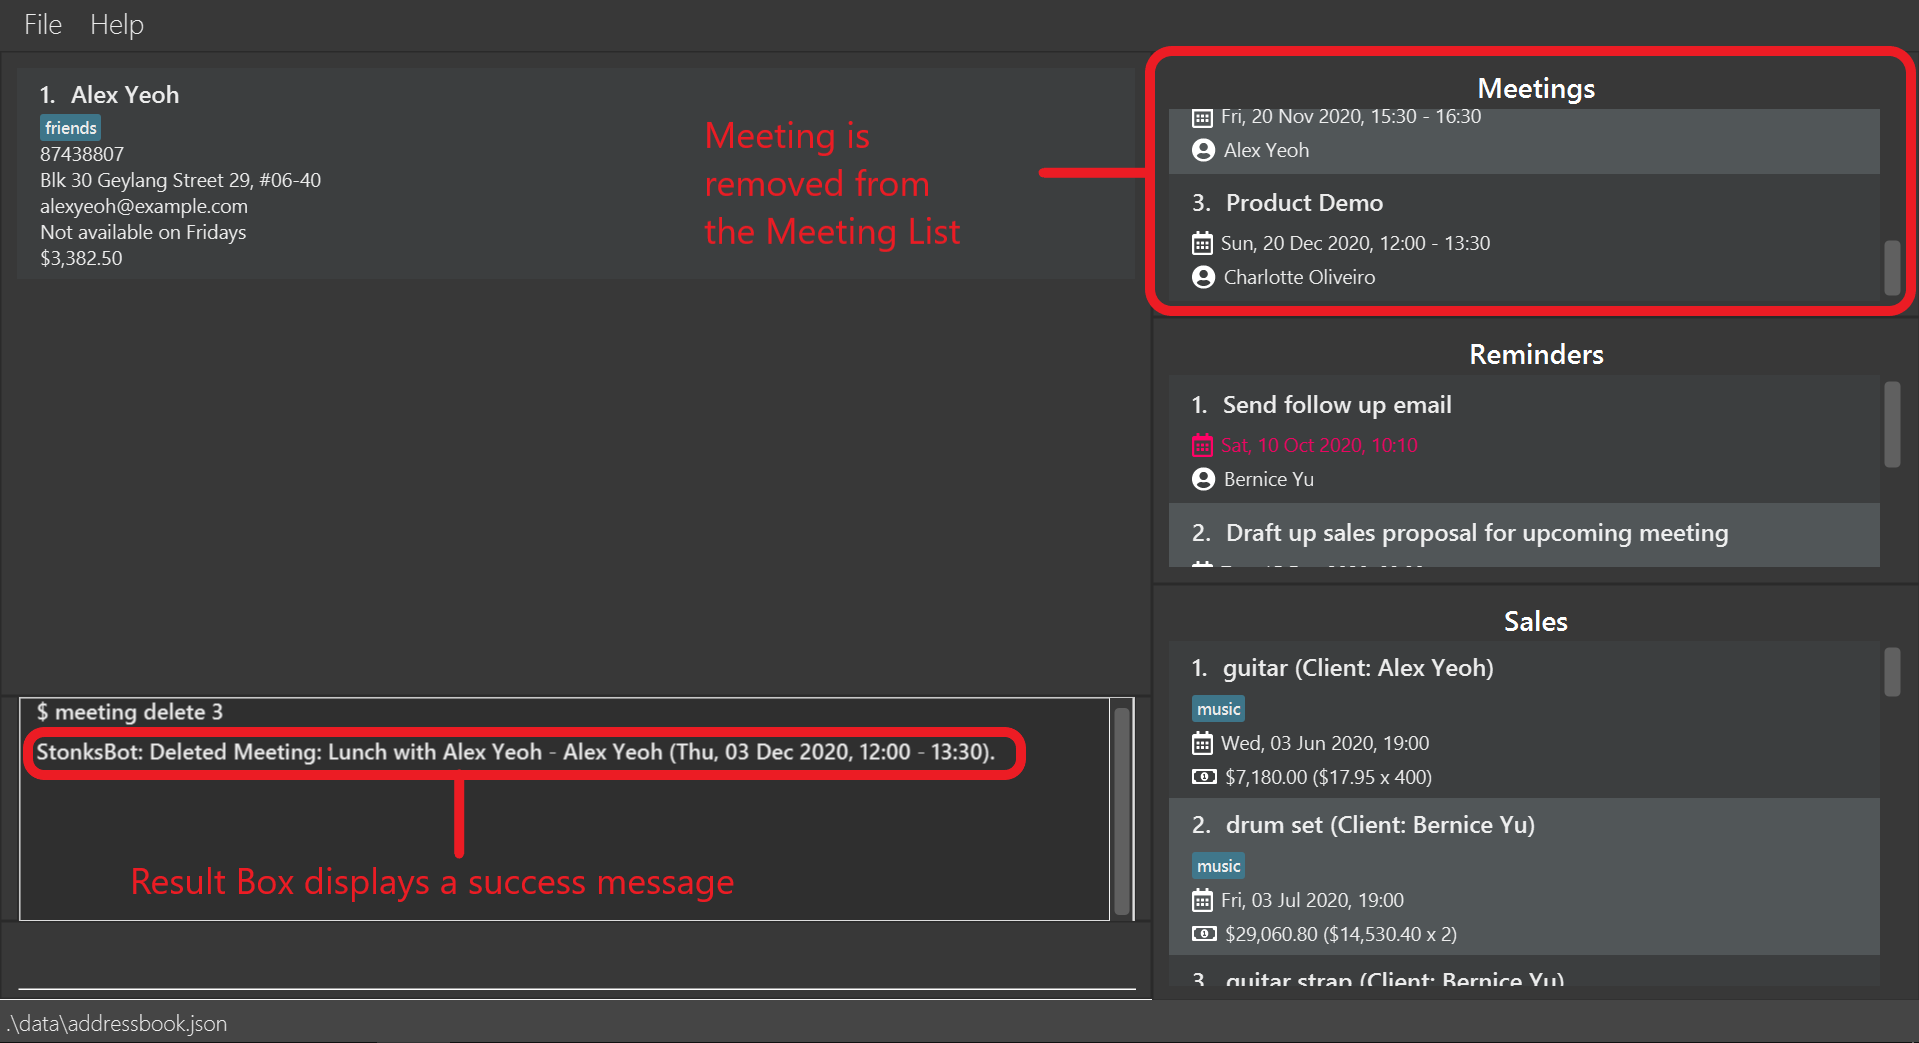 File Help
1. Alex Yeoh
friends
87438807
Blk 30 Geylang Street 29, #06-40
alexyeoh@example.com
Not available on Fridays
$3,382.50
Meeting is
removed from
the Meeting List
$ meeting delete 3
StonksBot: Deleted Meeting: Lunch with Alex Yeoh - Alex Yeoh (Thu, 03 Dec 2020, 12:00 - 13:30).
Result Box displays a success message
Meetings
Fri, 20 Nov 2020, 15:30 - 16:30
Alex Yeoh
3. Product Demo
Sun, 20 Dec 2020, 12:00 - 13:30
Charlotte Oliveiro
Reminders
1. Send follow up email
Sat, 10 Oct 2020, 10:10
Bernice Yu
2. Draft up sales proposal for upcoming meeting
Sales
1. guitar (Client: Alex Yeoh)
music
Wed, 03 Jun 2020, 19:00
$7,180.00 ($17.95 x 400)
2. drum set (Client: Bernice Yu)
music
Fri, 03 Jul 2020, 19:00
$29,060.80 ($14,530.40 x 2)
3. guitar strap (Client: Bernice Yu)
.\data\addressbook.json